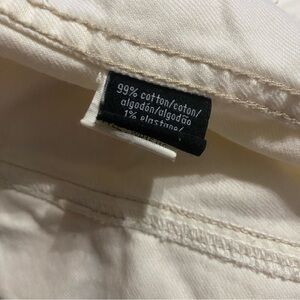 99% cotton/coton/
algodón/algodão
1% elastane/